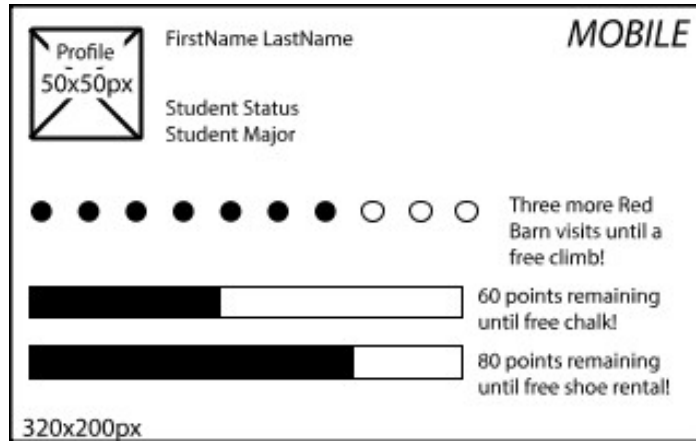 Profile
50x50px
FirstName LastName
MOBILE
Student Status
Student Major
Three more Red
Barn visits until a
free climb!
60 points remaining
until free chalk!
80 points remaining
until free shoe rental!
320x200px